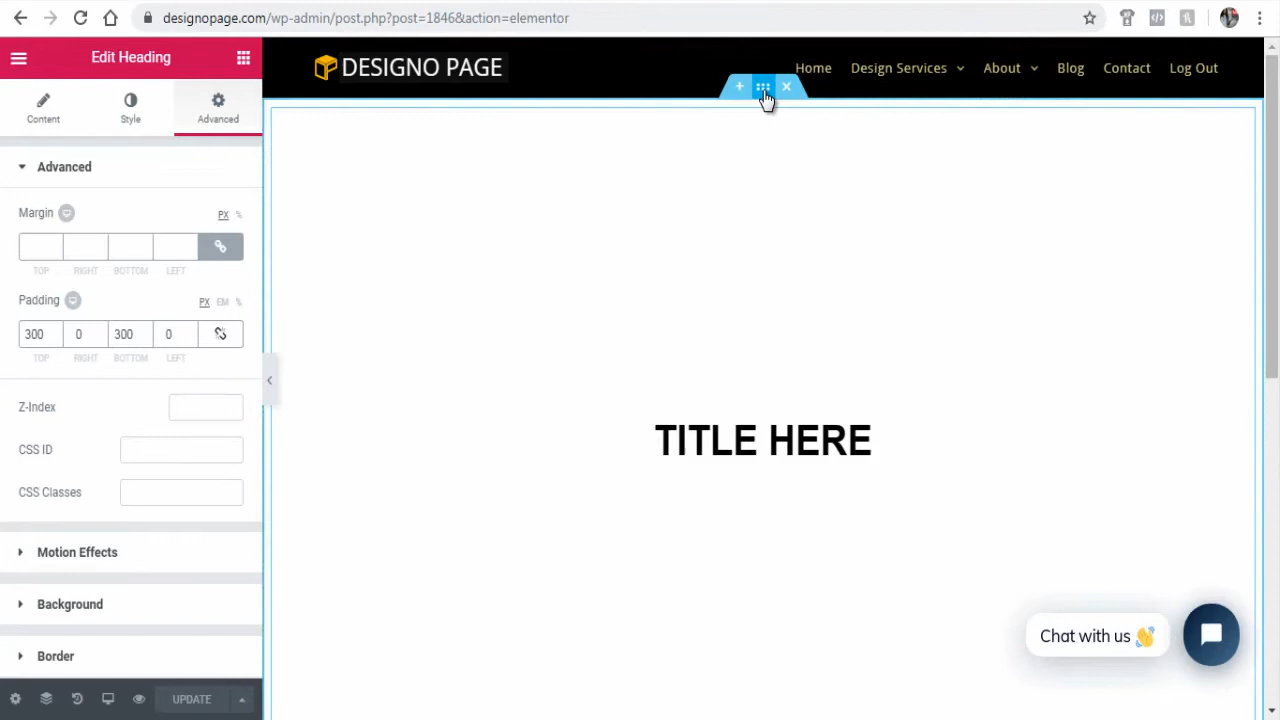 designopage.com/wp-admin/post.php?post=1846&action=elementor
Edit Heading
DESIGNO PAGE
Home
Design Services
About
Blog
Contact
Log Out
Content
Style
Advanced
Advanced
Margin
PX %
TOP RIGHT BOTTOM LEFT
Padding
PX EM %
300 0 300 0
TOP RIGHT BOTTOM LEFT
Z-Index
CSS ID
CSS Classes
Motion Effects
Background
Border
UPDATE
TITLE HERE
Chat with us 👋